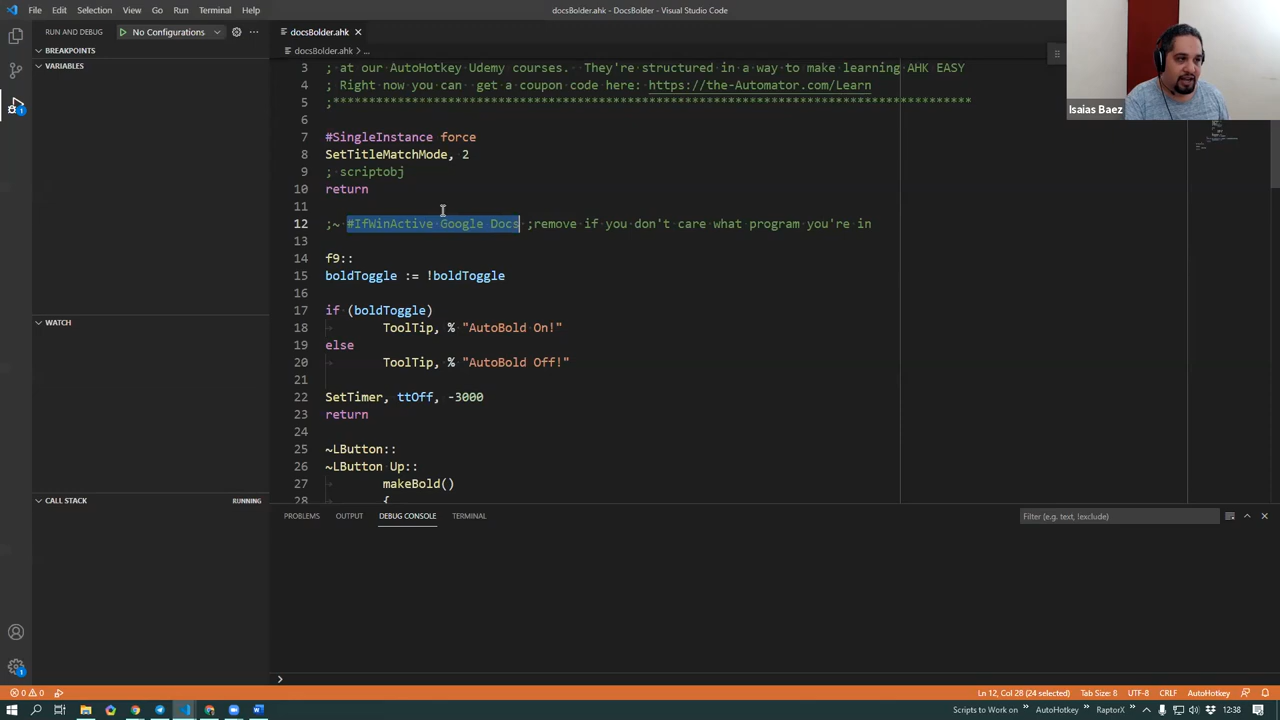 File Edit Selection View Go Run Terminal Help
docsBolder.ahk - DocsBolder - Visual Studio Code
RUN AND DEBUG No Configurations
BREAKPOINTS
VARIABLES
WATCH
CALL STACK RUNNING
docsBolder.ahk
docsBolder.ahk > ...
3 ; at our AutoHotkey Udemy courses. They're structured in a way to make learning AHK EASY
4 ; Right now you can get a coupon code here: https://the-Automator.com/Learn
5 ;*******************************************************************************
6
7 #SingleInstance force
8 SetTitleMatchMode, 2
9 ; scriptobj
10 return
11
12 ;~ #IfWinActive Google Docs ;remove if you don't care what program you're in
13
14 f9::
15 boldToggle := !boldToggle
16
17 if (boldToggle)
18 ToolTip, % "AutoBold On!"
19 else
20 ToolTip, % "AutoBold Off!"
21
22 SetTimer, ttOff, -3000
23 return
24
25 ~LButton::
26 ~LButton Up::
27 makeBold()
28 {
Isaias Baez
PROBLEMS OUTPUT DEBUG CONSOLE TERMINAL
Filter (e.g. text, !exclude)
0 0
Ln 12, Col 28 (24 selected) Tab Size: 8 UTF-8 CRLF AutoHotkey
Scripts to Work on » AutoHotkey » RaptorX » 12:38